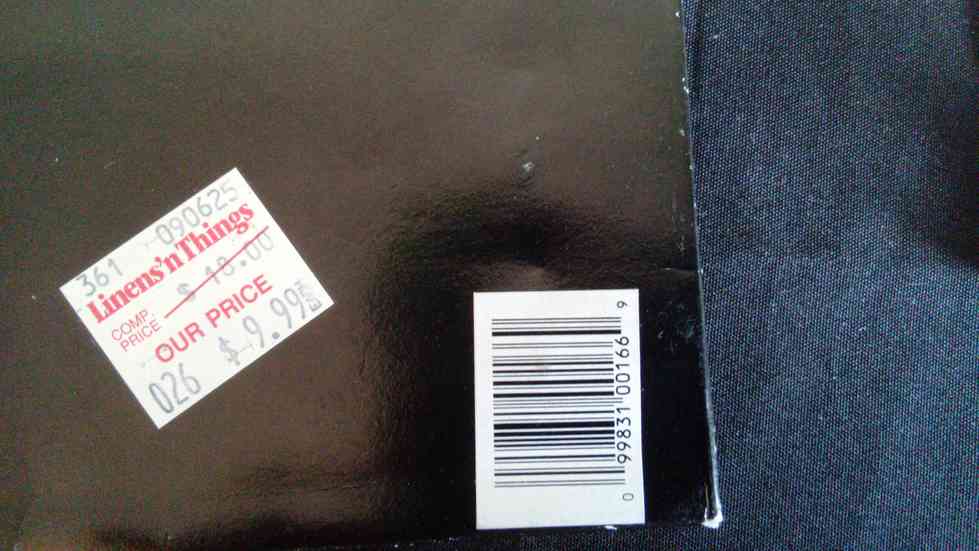 361 090625
Linens'n Things
COMP. PRICE $ 18.00
OUR PRICE
$ 9.99
026
0 99831 00166 9